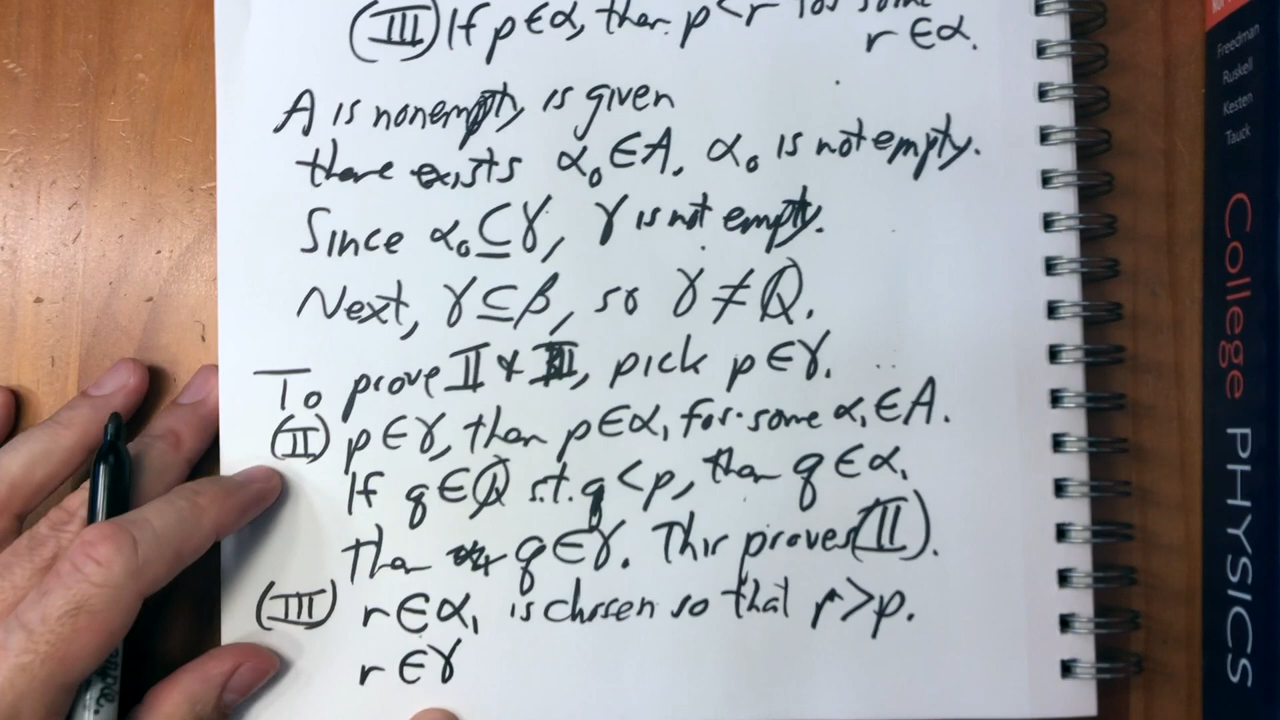 (III) If p∈α, then p<r for some
r∈α.
A is nonempty is given
there exists α₀∈A. α₀ is not empty.
Since α₀⊆γ, γ is not empty.
Next, γ⊆β, so γ≠Q.
To prove II & III, pick p∈γ.
(II) p∈γ, then p∈α₁ for some α₁∈A.
If q∈Q s.t. q<p, then q∈α₁
then q∈γ. This proves (II).
(III) r∈α₁ is chosen so that r>p.
r∈γ
Freedman
Ruskell
Kesten
Tauck
College PHYSICS